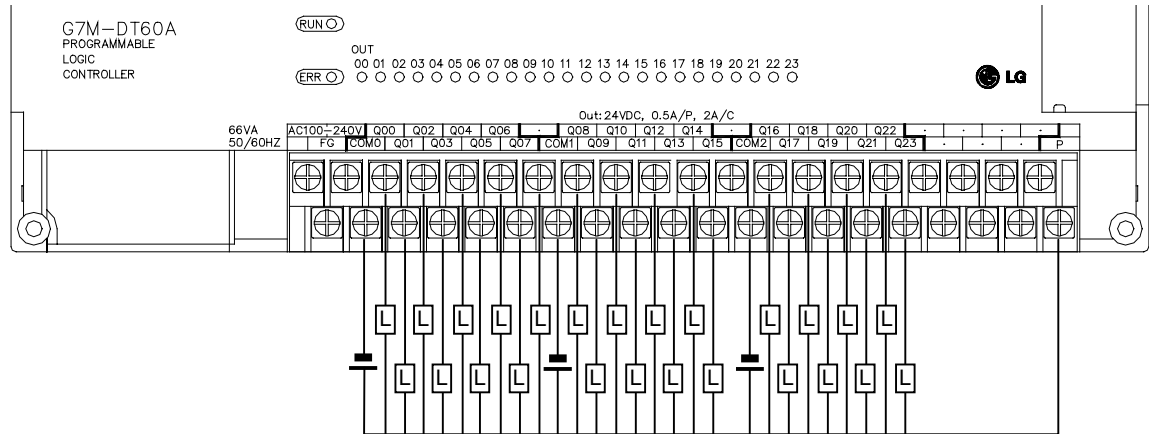 G7M-DT60A
PROGRAMMABLE
LOGIC
CONTROLLER
RUN
ERR
OUT
00 01 02 03 04 05 06 07 08 09 10 11 12 13 14 15 16 17 18 19 20 21 22 23
LG
Out:24VDC, 0.5A/P, 2A/C
66VA
50/60HZ
AC100-240V Q00 Q02 Q04 Q06 . Q08 Q10 Q12 Q14 . Q16 Q18 Q20 Q22 . . . .
FG COM0 Q01 Q03 Q05 Q07 COM1 Q09 Q11 Q13 Q15 COM2 Q17 Q19 Q21 Q23 . . . P
L L L L L L L L L L L L L
L L L L L L L L L L L L